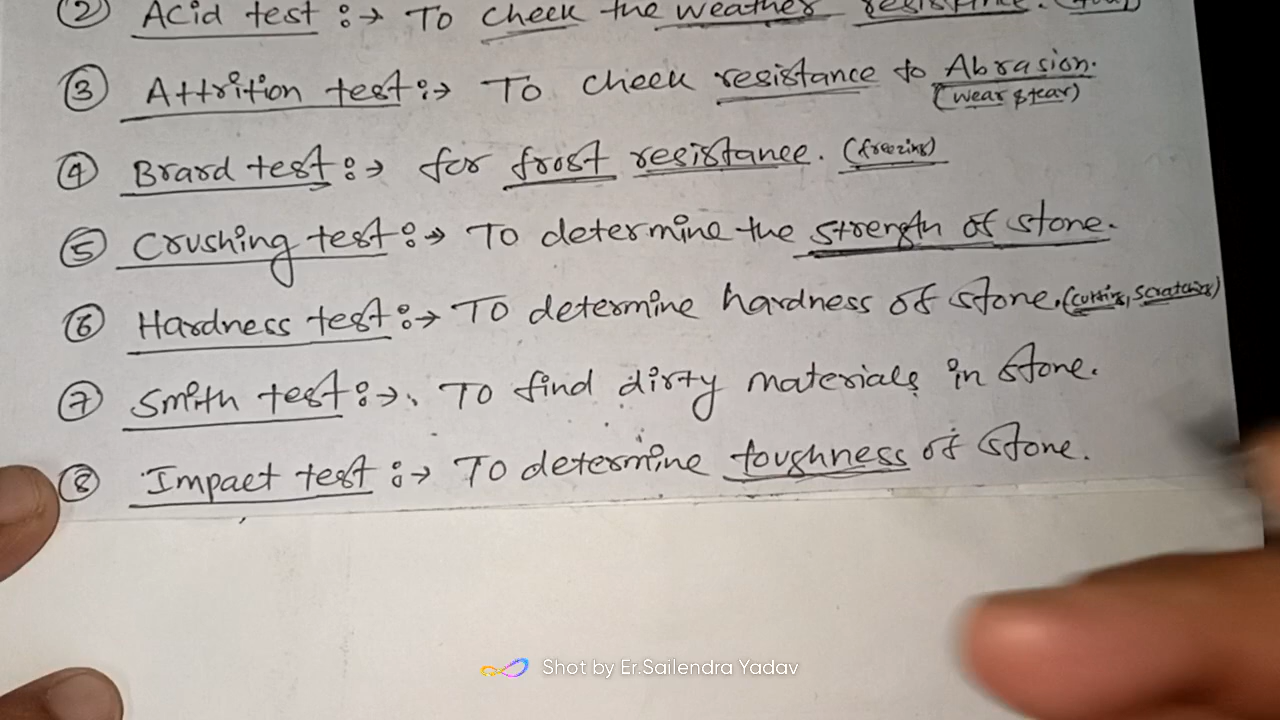 ② Acid test :→ To check the weather resistance.
③ Attrition test :→ To check resistance to Abrasion.
(wear & tear)
④ Brard test :→ for frost resistance. (freezing)
⑤ Crushing test :→ To determine the strength of stone.
⑥ Hardness test :→ To determine hardness of stone. (cutting, scratching)
⑦ Smith test :→ To find dirty materials in stone.
⑧ Impact test :→ To determine toughness of stone.
Shot by Er.Sailendra Yadav